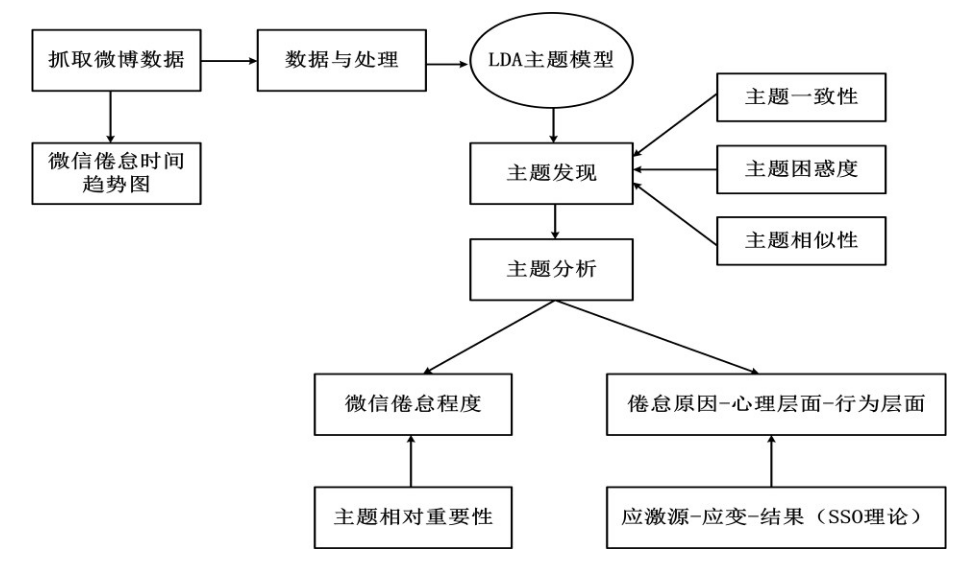 抓取微博数据
数据与处理
LDA主题模型
微信倦怠时间
趋势图
主题发现
主题一致性
主题困惑度
主题相似性
主题分析
微信倦怠程度
倦怠原因-心理层面-行为层面
主题相对重要性
应激源-应变-结果（SSO理论）